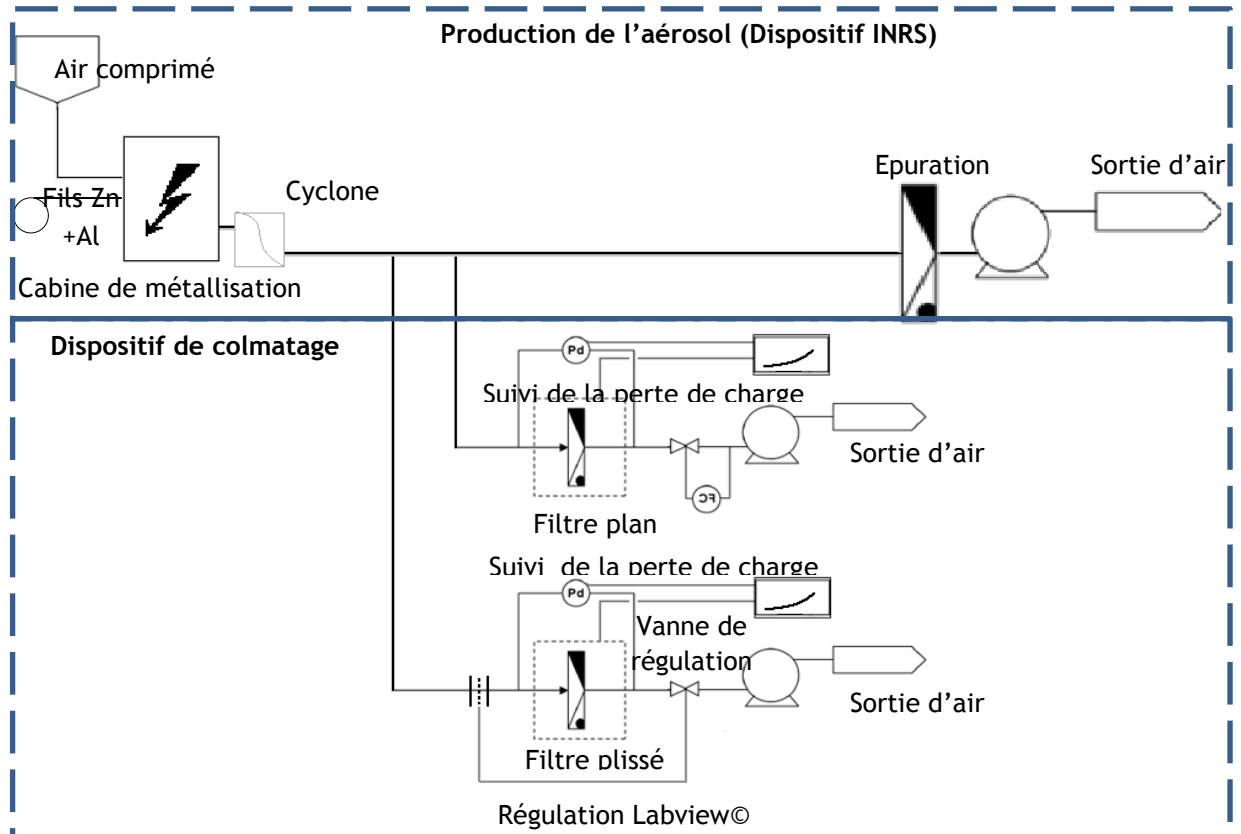 Production de l’aérosol (Dispositif INRS)
Air comprimé
Epuration
Sortie d’air
Fils Zn
+Al
Cyclone
Cabine de métallisation
Dispositif de colmatage
Pd
Suivi de la perte de charge
Sortie d’air
FC
Filtre plan
Suivi de la perte de charge
Pd
Vanne de
régulation
Sortie d’air
Filtre plissé
Régulation Labview©